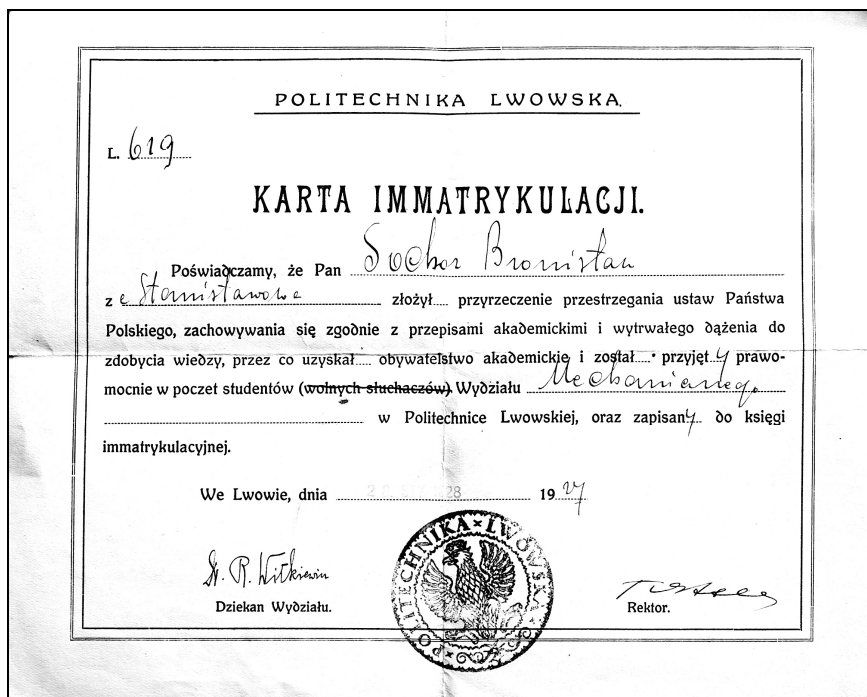 POLITECHNIKA LWOWSKA.
L. 619
KARTA IMMATRYKULACJI.
Poświadczamy, że Pan Sochor Bronisław
z e Stanisławowa złożył przyrzeczenie przestrzegania ustaw Państwa
Polskiego, zachowywania się zgodnie z przepisami akademickimi i wytrwałego dążenia do
zdobycia wiedzy, przez co uzyskał obywatelstwo akademickie i został przyjęty prawo-
mocnie w poczet studentów (wolnych słuchaczów) Wydziału Mechanicznego
w Politechnice Lwowskiej, oraz zapisany do księgi
immatrykulacyjnej.
We Lwowie, dnia 1927
St. R. Witkiewicz
Dziekan Wydziału.
Rektor.
POLITECHNIKA × LWOWSKA